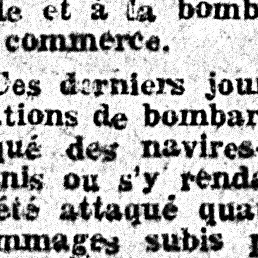 le et à la bomb
commerce.
Ces derniers jour
tions de bombar
qué des navires-
nis ou s'y renda
été attaqué qua
mmages subis